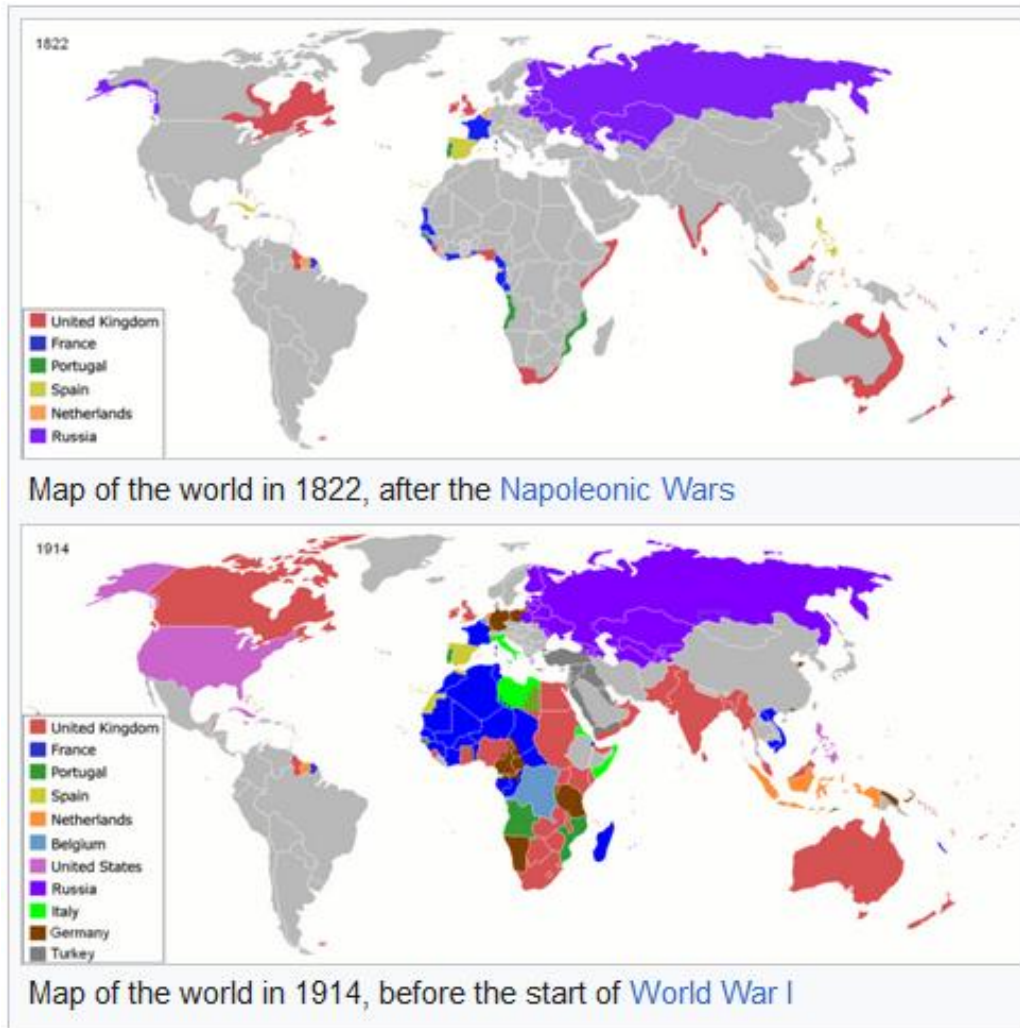 1822
United Kingdom
France
Portugal
Spain
Netherlands
Russia
Map of the world in 1822, after the Napoleonic Wars
1914
United Kingdom
France
Portugal
Spain
Netherlands
Belgium
United States
Russia
Italy
Germany
Turkey
Map of the world in 1914, before the start of World War I